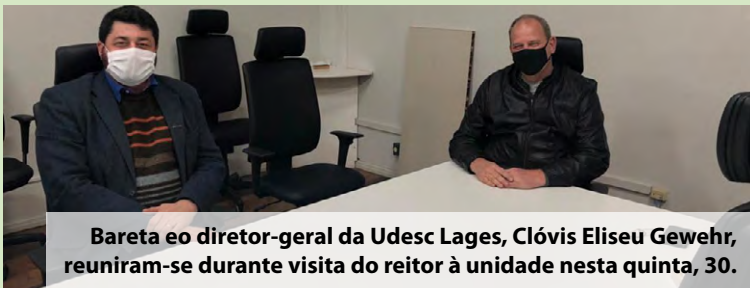 Bareta eo diretor-geral da Udesc Lages, Clóvis Eliseu Gewehr,
reuniram-se durante visita do reitor à unidade nesta quinta, 30.